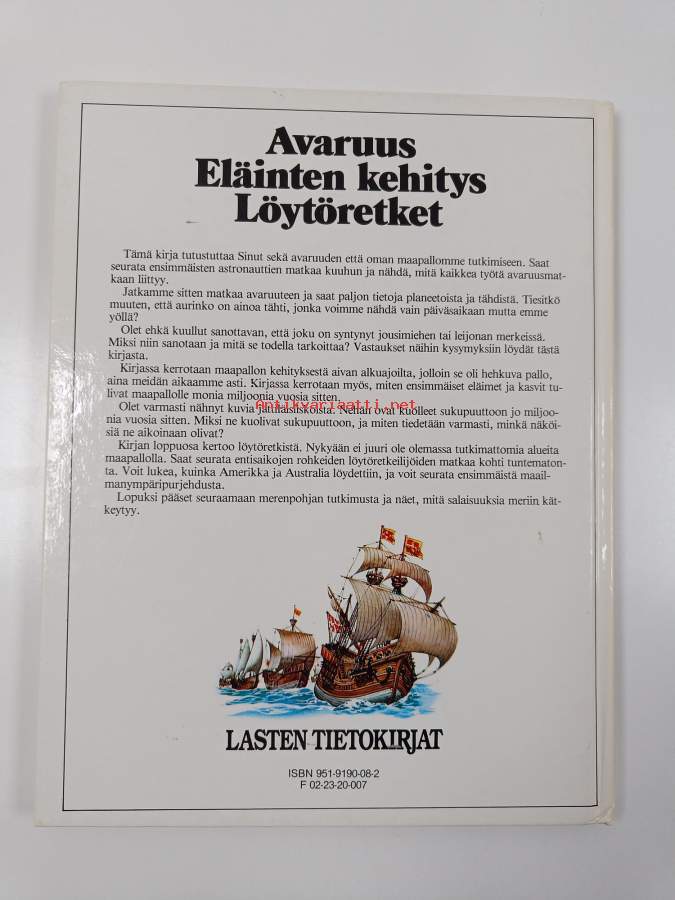 Avaruus
Eläinten kehitys
Löytöretket
Tämä kirja tutustuttaa Sinut sekä avaruuden että oman maapallomme tutkimiseen. Saat
seurata ensimmäisten astronauttien matkaa kuuhun ja nähdä, mitä kaikkea työtä avaruusmat-
kaan liittyy.
Jatkamme sitten matkaa avaruuteen ja saat paljon tietoja planeetoista ja tähdistä. Tiesitkö
muuten, että aurinko on ainoa tähti, jonka voimme nähdä vain päiväsaikaan mutta emme
yöllä?
Olet ehkä kuullut sanottavan, että joku on syntynyt jousimiehen tai leijonan merkeissä.
Miksi niin sanotaan ja mitä se todella tarkoittaa? Vastaukset näihin kysymyksiin löydät tästä
kirjasta.
Kirjassa kerrotaan maapallon kehityksestä aivan alkuajoilta, jolloin se oli hehkuva pallo,
aina meidän aikaamme asti. Kirjassa kerrotaan myös, miten ensimmäiset eläimet ja kasvit tu-
livat maapallolle monia miljoonia vuosia sitten.
Antikvariaatti.net
Olet varmasti nähnyt kuvia jättiläisliskoista. Nehän ovat kuolleet sukupuuttoon jo miljoo-
nia vuosia sitten. Miksi ne kuolivat sukupuuttoon, ja miten tiedetään varmasti, minkä näköi-
siä ne aikoinaan olivat?
Kirjan loppuosa kertoo löytöretkistä. Nykyään ei juuri ole olemassa tutkimattomia alueita
maapallolla. Saat seurata entisaikojen rohkeiden löytöretkeilijöiden matkaa kohti tuntematon-
ta. Voit lukea, kuinka Amerikka ja Australia löydettiin, ja voit seurata ensimmäistä maail-
manympäripurjehdusta.
Lopuksi pääset seuraamaan merenpohjan tutkimusta ja näet, mitä salaisuuksia meriin kät-
keytyy.
LASTEN TIETOKIRJAT
ISBN 951-9190-08-2
F 02-23-20-007